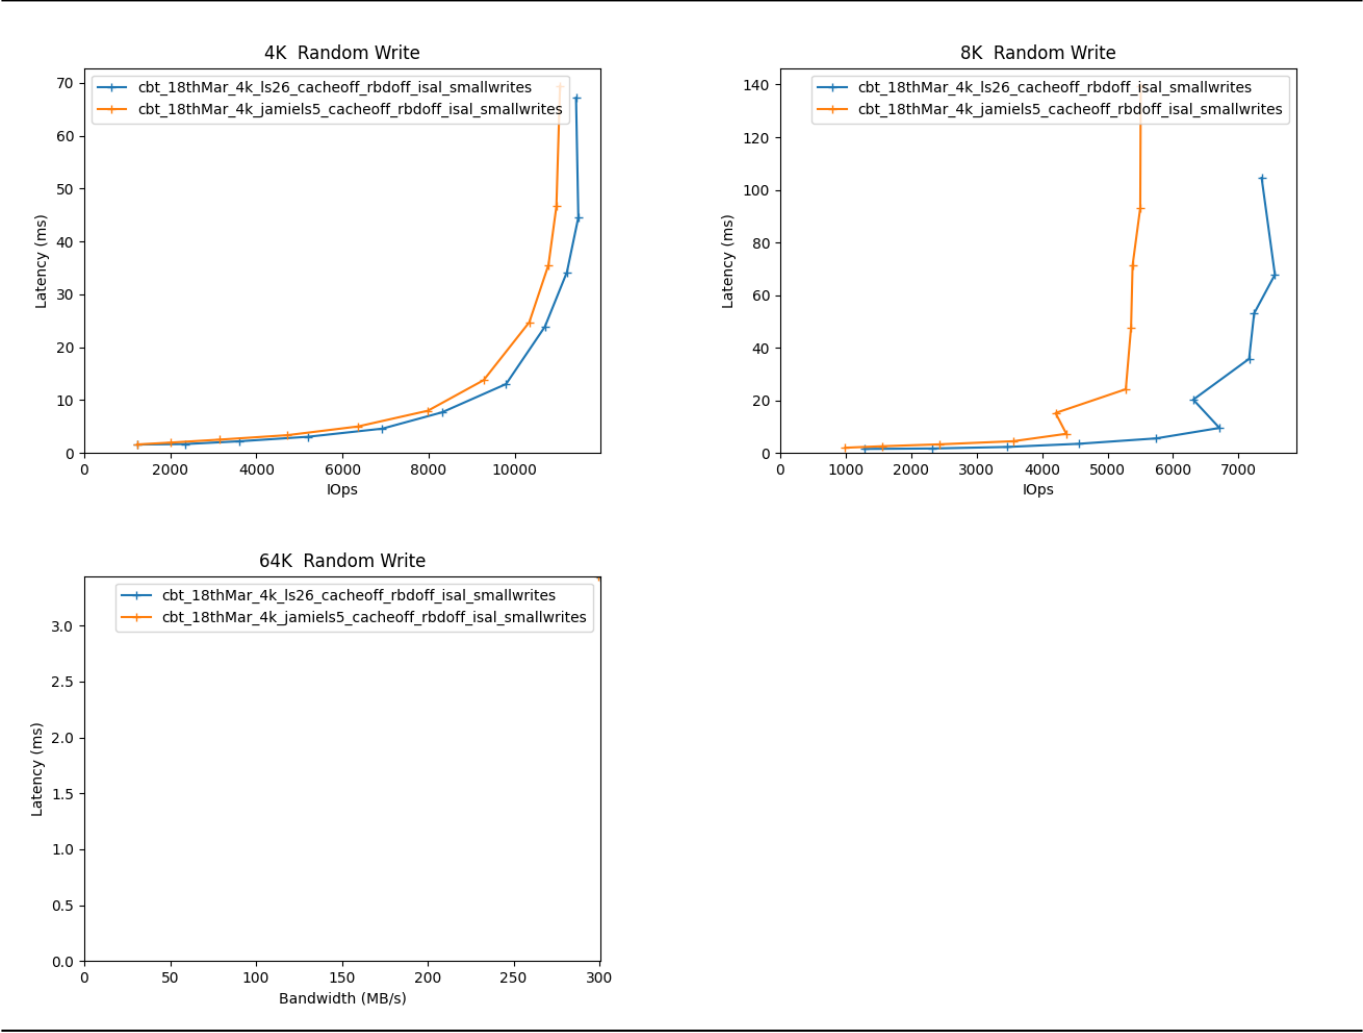 4K  Random Write
70
60
50
40
30
20
10
0
Latency (ms)
cbt_18thMar_4k_ls26_cacheoff_rbdoff_isal_smallwrites
cbt_18thMar_4k_jamiels5_cacheoff_rbdoff_isal_smallwrites
0 2000 4000 6000 8000 10000
IOps
8K  Random Write
140
120
100
80
60
40
20
0
Latency (ms)
cbt_18thMar_4k_ls26_cacheoff_rbdoff_isal_smallwrites
cbt_18thMar_4k_jamiels5_cacheoff_rbdoff_isal_smallwrites
0 1000 2000 3000 4000 5000 6000 7000
IOps
64K  Random Write
3.0
2.5
2.0
1.5
1.0
0.5
0.0
Latency (ms)
cbt_18thMar_4k_ls26_cacheoff_rbdoff_isal_smallwrites
cbt_18thMar_4k_jamiels5_cacheoff_rbdoff_isal_smallwrites
0 50 100 150 200 250 300
Bandwidth (MB/s)